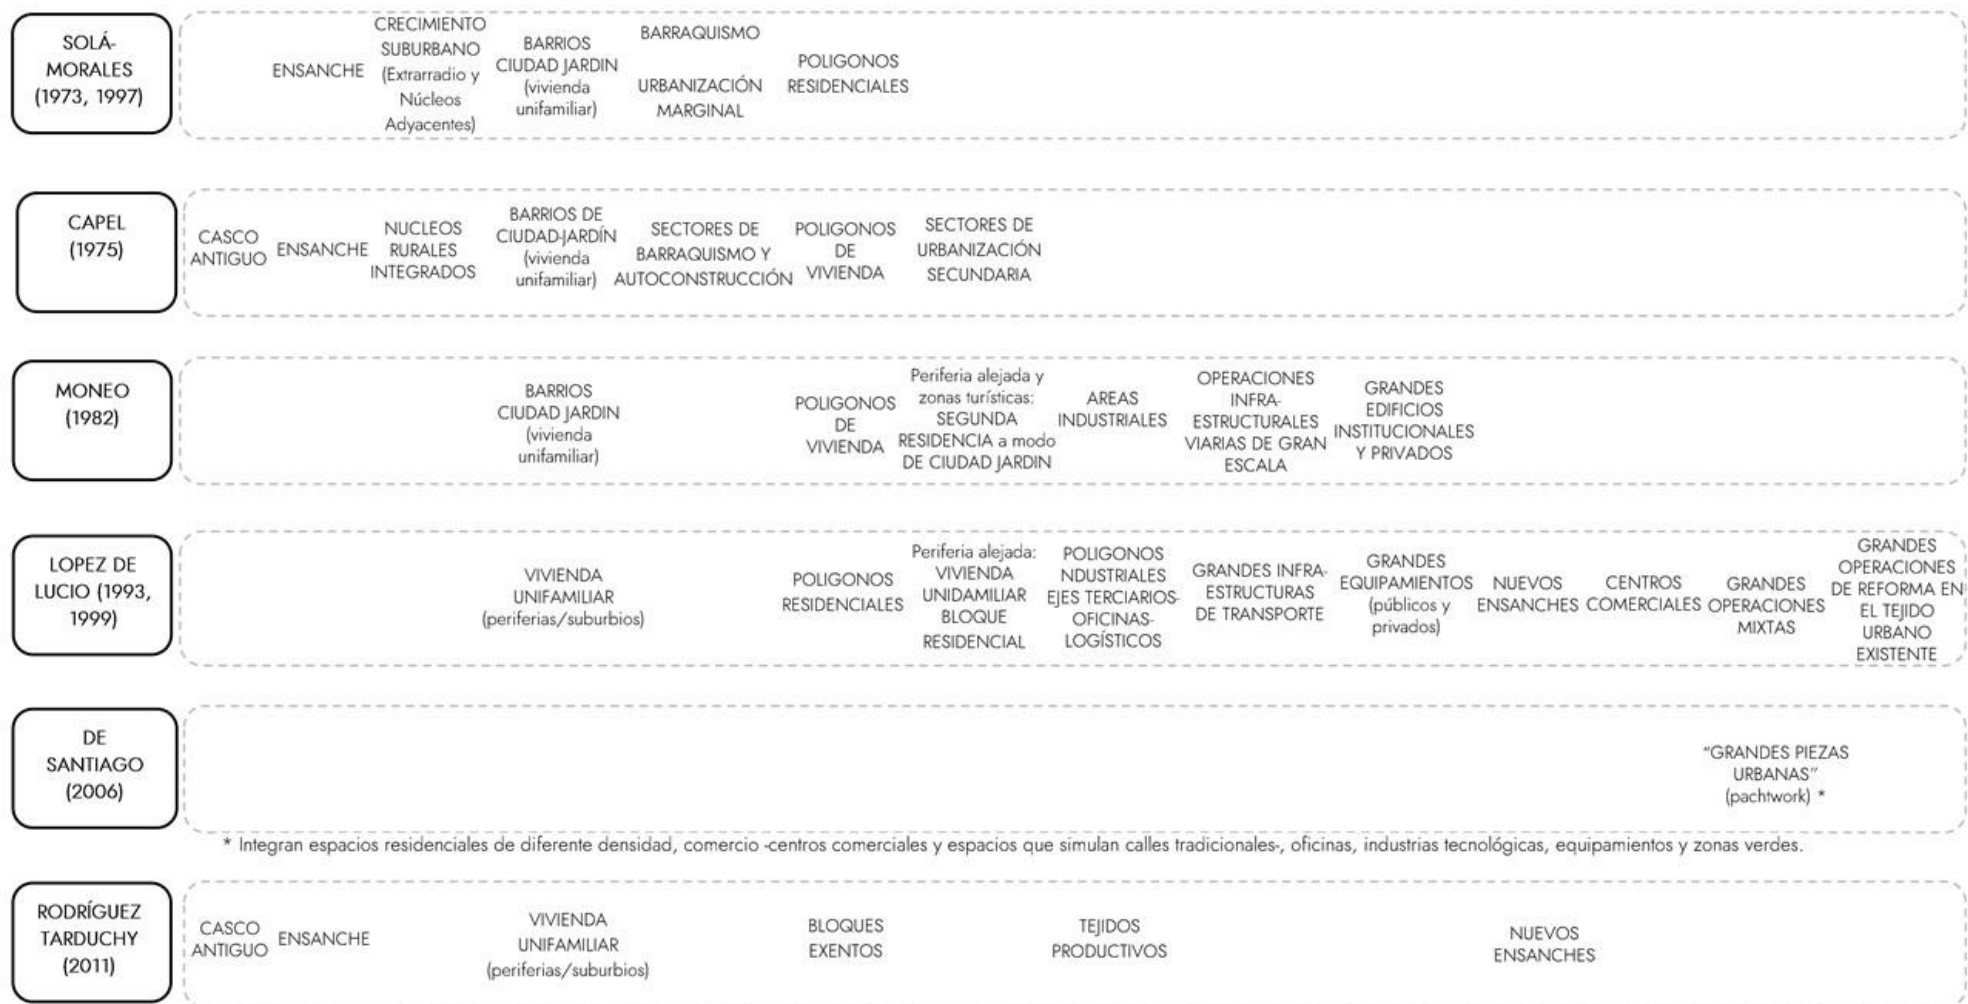 SOLÁ-
MORALES
(1973, 1997)
ENSANCHE
CRECIMIENTO
SUBURBANO
(Extrarradio y
Núcleos
Adyacentes)
BARRIOS
CIUDAD JARDIN
(vivienda
unifamiliar)
BARRAQUISMO
URBANIZACIÓN
MARGINAL
POLIGONOS
RESIDENCIALES
CAPEL
(1975)
CASCO
ANTIGUO
ENSANCHE
NUCLEOS
RURALES
INTEGRADOS
BARRIOS DE
CIUDAD-JARDÍN
(vivienda
unifamiliar)
SECTORES DE
BARRAQUISMO Y
AUTOCONSTRUCCIÓN
POLIGONOS
DE
VIVIENDA
SECTORES DE
URBANIZACIÓN
SECUNDARIA
MONEO
(1982)
BARRIOS
CIUDAD JARDIN
(vivienda
unifamiliar)
POLIGONOS
DE
VIVIENDA
Periferia alejada y
zonas turísticas:
SEGUNDA
RESIDENCIA a modo
DE CIUDAD JARDIN
AREAS
INDUSTRIALES
OPERACIONES
INFRA-
ESTRUCTURALES
VIARIAS DE GRAN
ESCALA
GRANDES
EDIFICIOS
INSTITUCIONALES
Y PRIVADOS
LOPEZ DE
LUCIO (1993,
1999)
VIVIENDA
UNIFAMILIAR
(periferias/suburbios)
POLIGONOS
RESIDENCIALES
Periferia alejada:
VIVIENDA
UNIDAMILIAR
BLOQUE
RESIDENCIAL
POLIGONOS
NDUSTRIALES
EJES TERCIARIOS-
OFICINAS-
LOGÍSTICOS
GRANDES INFRA-
ESTRUCTURAS
DE TRANSPORTE
GRANDES
EQUIPAMIENTOS
(públicos y
privados)
NUEVOS
ENSANCHES
CENTROS
COMERCIALES
GRANDES
OPERACIONES
MIXTAS
GRANDES
OPERACIONES
DE REFORMA EN
EL TEJIDO
URBANO
EXISTENTE
DE
SANTIAGO
(2006)
"GRANDES PIEZAS
URBANAS"
(pachtwork) *
* Integran espacios residenciales de diferente densidad, comercio -centros comerciales y espacios que simulan calles tradicionales-, oficinas, industrias tecnológicas, equipamientos y zonas verdes.
RODRÍGUEZ
TARDUCHY
(2011)
CASCO
ANTIGUO
ENSANCHE
VIVIENDA
UNIFAMILIAR
(periferias/suburbios)
BLOQUES
EXENTOS
TEJIDOS
PRODUCTIVOS
NUEVOS
ENSANCHES